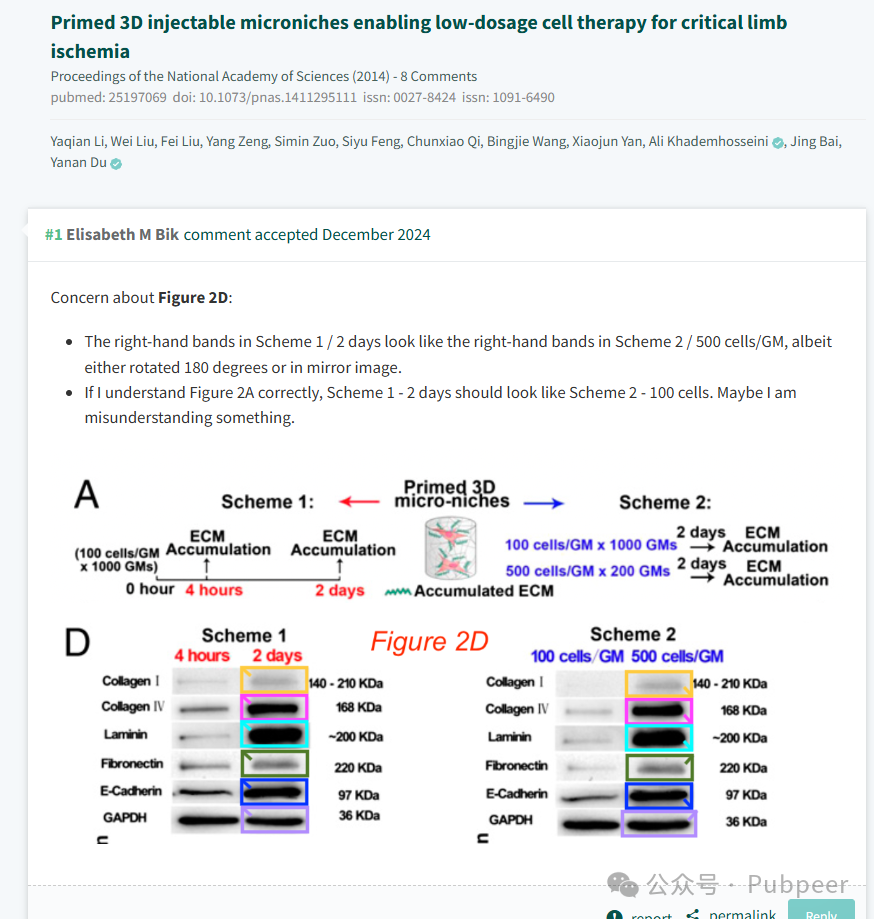 Primed 3D injectable microniches enabling low-dosage cell therapy for critical limb
ischemia
Proceedings of the National Academy of Sciences (2014) - 8 Comments
pubmed: 25197069 doi: 10.1073/pnas.1411295111 issn: 0027-8424 issn: 1091-6490
Yaqian Li, Wei Liu, Fei Liu, Yang Zeng, Simin Zuo, Siyu Feng, Chunxiao Qi, Bingjie Wang, Xiaojun Yan, Ali Khademhosseini, Jing Bai,
Yanan Du
#1 Elisabeth M Bik comment accepted December 2024
Concern about Figure 2D:
• The right-hand bands in Scheme 1 / 2 days look like the right-hand bands in Scheme 2 / 500 cells/GM, albeit
either rotated 180 degrees or in mirror image.
• If I understand Figure 2A correctly, Scheme 1 - 2 days should look like Scheme 2 - 100 cells. Maybe I am
misunderstanding something.
A
Scheme 1:
Primed 3D
micro-niches
Scheme 2:
(100 cells/GM
x 1000 GMs)
ECM
Accumulation
ECM
Accumulation
0 hour 4 hours 2 days
Accumulated ECM
100 cells/GM x 1000 GMs 2 days ECM
Accumulation
500 cells/GM x 200 GMs 2 days ECM
Accumulation
D
Scheme 1
4 hours 2 days
Figure 2D
Scheme 2
100 cells/GM 500 cells/GM
Collagen I 140 - 210 KDa
Collagen IV 168 KDa
Laminin ~200 KDa
Fibronectin 220 KDa
E-Cadherin 97 KDa
GAPDH 36 KDa
Collagen I 140 - 210 KDa
Collagen IV 168 KDa
Laminin ~200 KDa
Fibronectin 220 KDa
E-Cadherin 97 KDa
GAPDH 36 KDa
公众号 · Pubpeer
report permalink Reply